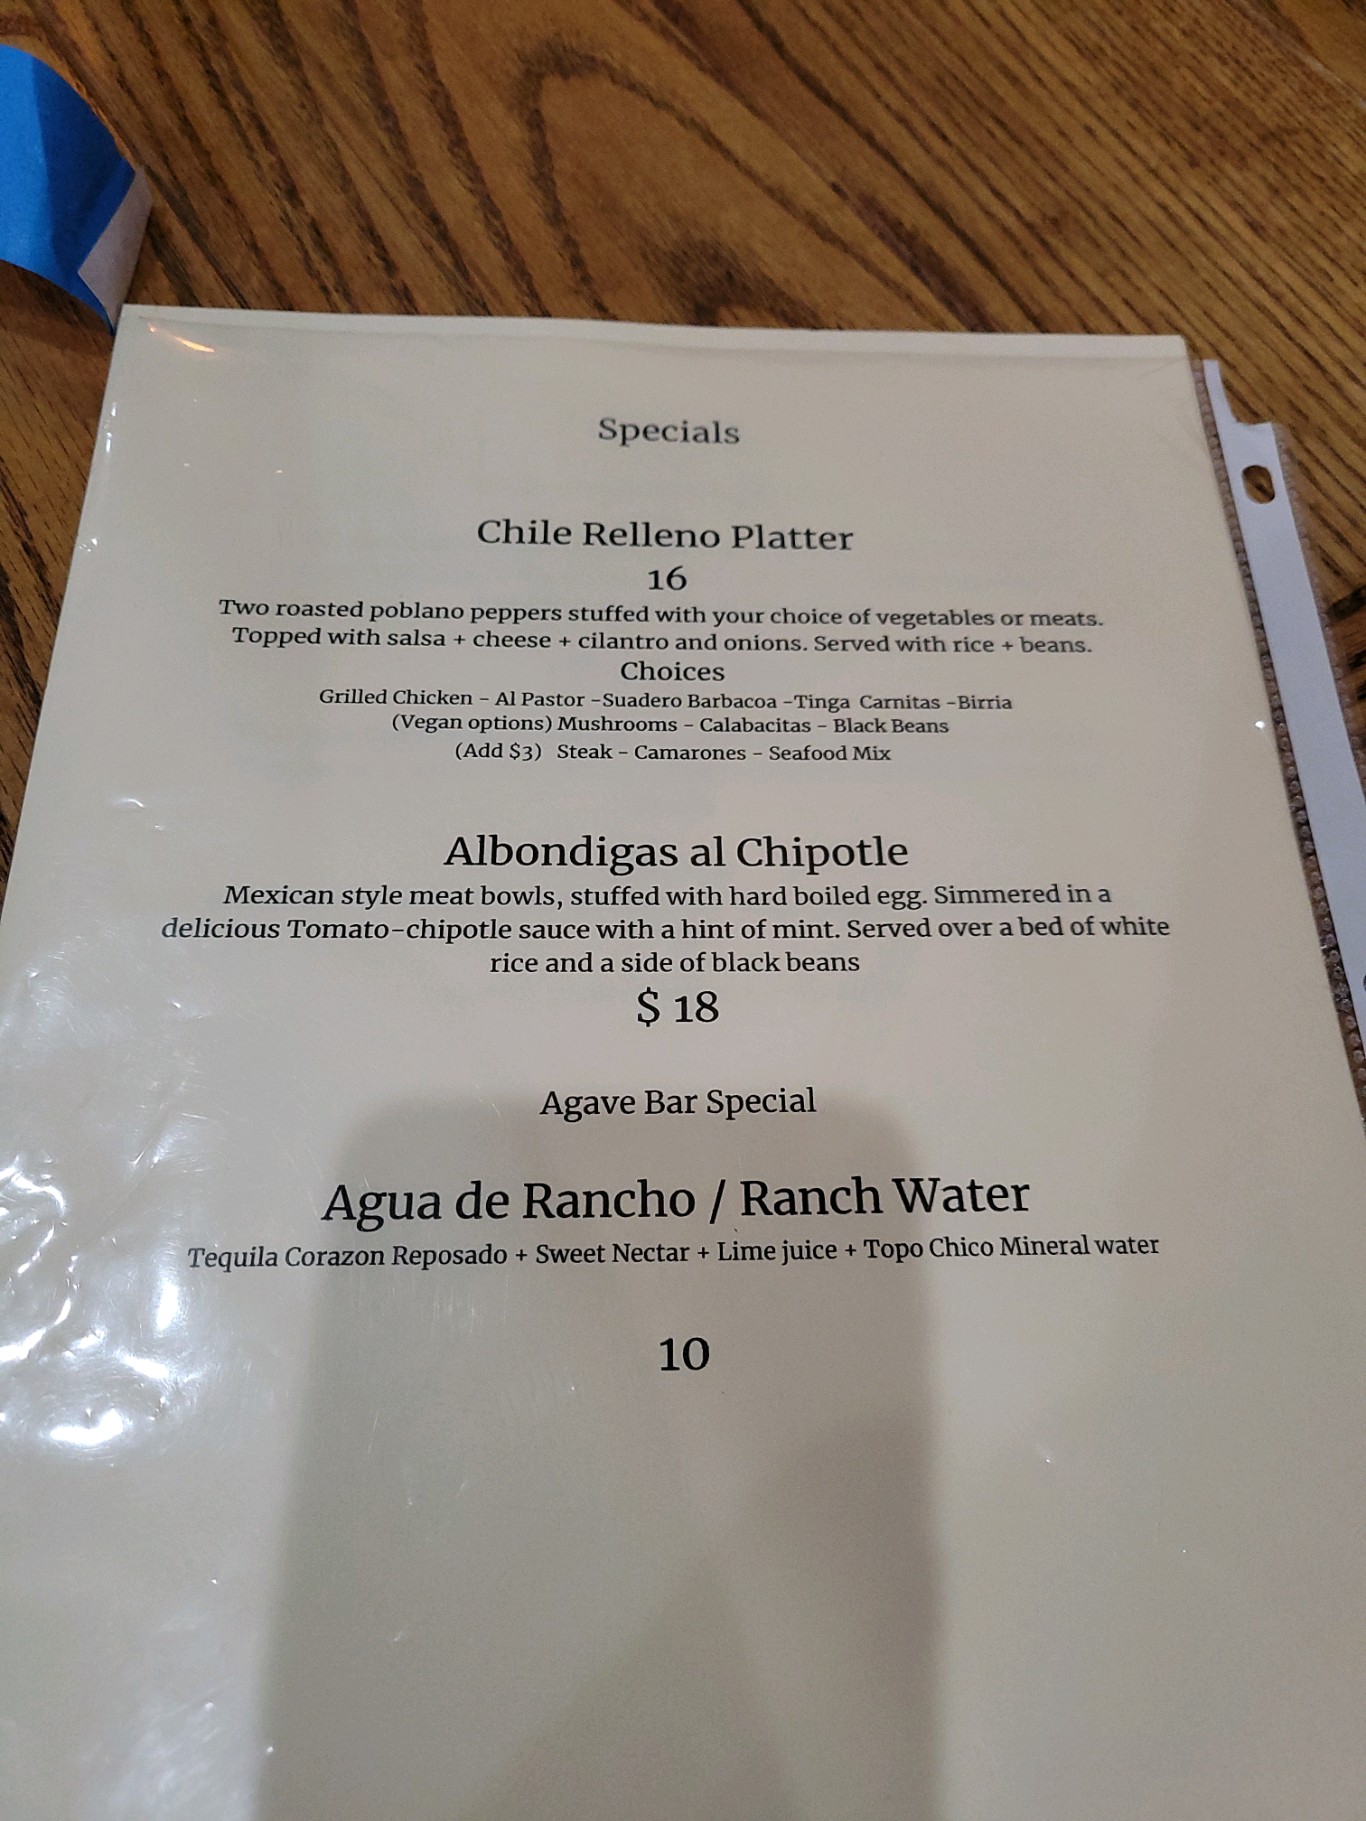 Specials
Chile Relleno Platter
16
Two roasted poblano peppers stuffed with your choice of vegetables or meats.
Topped with salsa + cheese + cilantro and onions. Served with rice + beans.
Choices
Grilled Chicken - Al Pastor -Suadero Barbacoa -Tinga Carnitas -Birria
(Vegan options) Mushrooms - Calabacitas - Black Beans
(Add $3) Steak - Camarones - Seafood Mix
Albondigas al Chipotle
Mexican style meat bowls, stuffed with hard boiled egg. Simmered in a
delicious Tomato-chipotle sauce with a hint of mint. Served over a bed of white
rice and a side of black beans
$ 18
Agave Bar Special
Agua de Rancho / Ranch Water
Tequila Corazon Reposado + Sweet Nectar + Lime juice + Topo Chico Mineral water
10